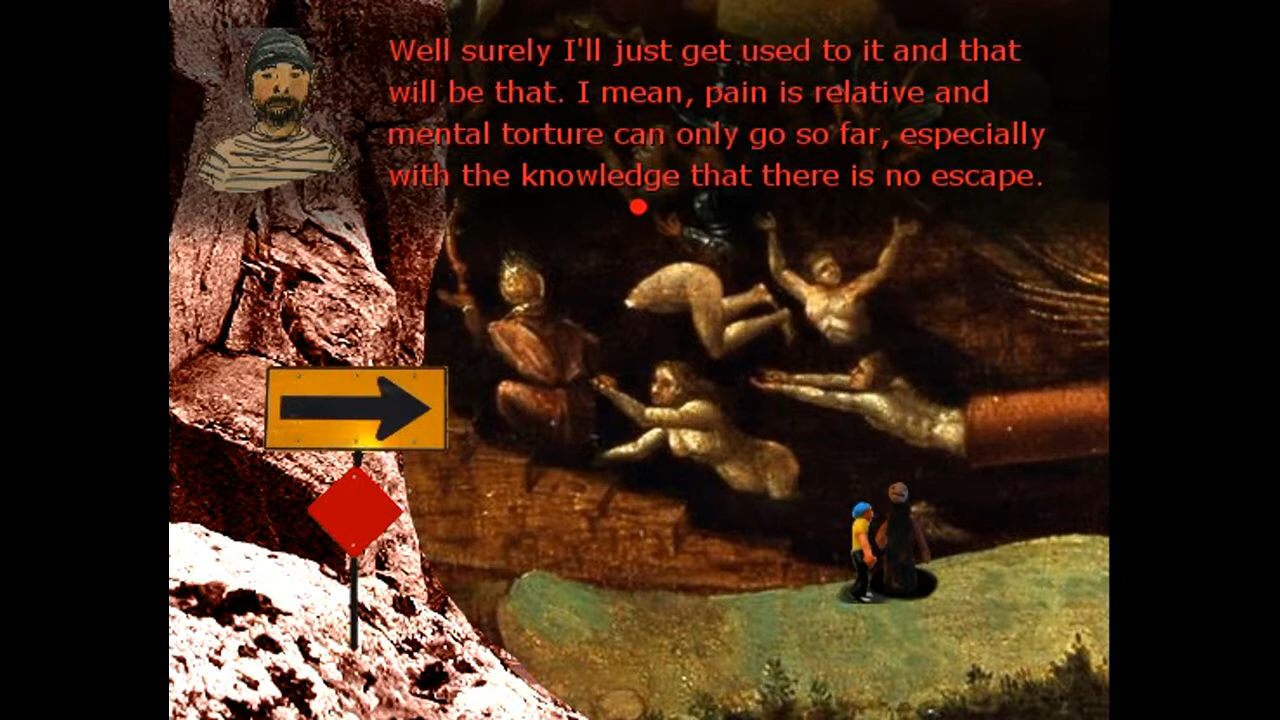 Well surely I'll just get used to it and that
will be that. I mean, pain is relative and
mental torture can only go so far, especially
with the knowledge that there is no escape.